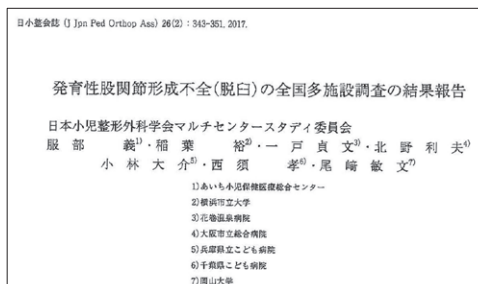 日小整会誌 (J Jpn Ped Orthop Ass) 26(2) : 343-351, 2017.
発育性股関節形成不全(脱臼)の全国多施設調査の結果報告
日本小児整形外科学会マルチセンタースタディ委員会
服部 義1)・稲葉 裕2)・一戸貞文3)・北野利夫4)
小林大介5)・西須 孝6)・尾﨑敏文7)
1)あいち小児保健医療総合センター
2)横浜市立大学
3)花巻温泉病院
4)大阪市立総合病院
5)兵庫県立こども病院
6)千葉県こども病院
7)岡山大学